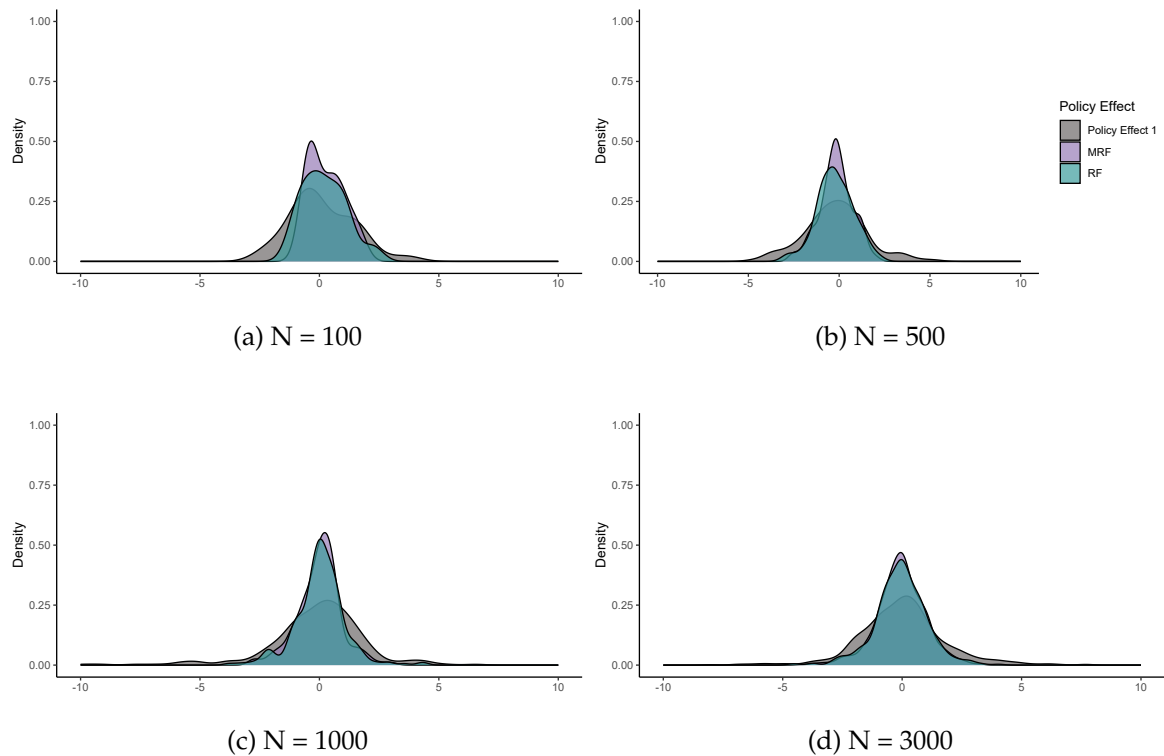 1.00
0.75
0.50
0.25
0.00
Density
-10 -5 0 5 10
(a) N = 100
1.00
0.75
0.50
0.25
0.00
Density
-10 -5 0 5 10
Policy Effect
Policy Effect 1
MRF
RF
(b) N = 500
1.00
0.75
0.50
0.25
0.00
Density
-10 -5 0 5 10
(c) N = 1000
1.00
0.75
0.50
0.25
0.00
Density
-10 -5 0 5 10
(d) N = 3000